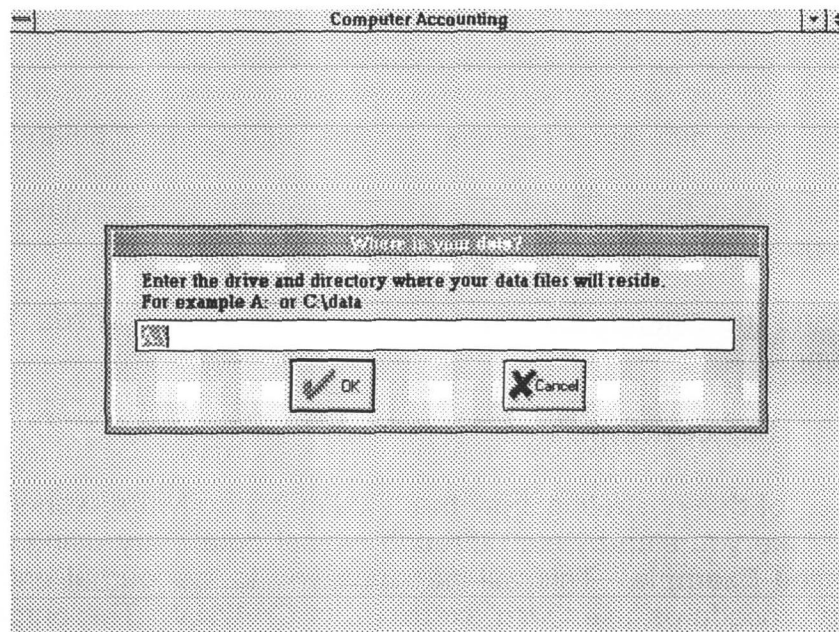 Computer Accounting
Where is your data?
Enter the drive and directory where your data files will reside.
For example A: or C:\data
OK
Cancel